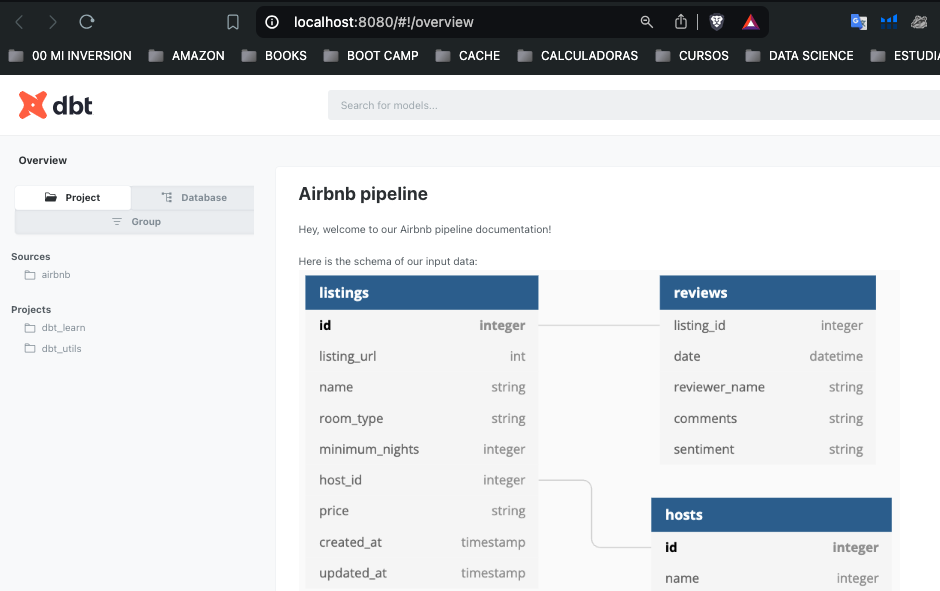 localhost:8080/#!/overview
00 MI INVERSION AMAZON BOOKS BOOT CAMP CACHE CALCULADORAS CURSOS DATA SCIENCE ESTUDIA
dbt
Search for models...
Overview
Project Database
Group
Sources
airbnb
Projects
dbt_learn
dbt_utils
Airbnb pipeline
Hey, welcome to our Airbnb pipeline documentation!
Here is the schema of our input data:
listings
id integer
listing_url int
name string
room_type string
minimum_nights integer
host_id integer
price string
created_at timestamp
updated_at timestamp
reviews
listing_id integer
date datetime
reviewer_name string
comments string
sentiment string
hosts
id integer
name integer